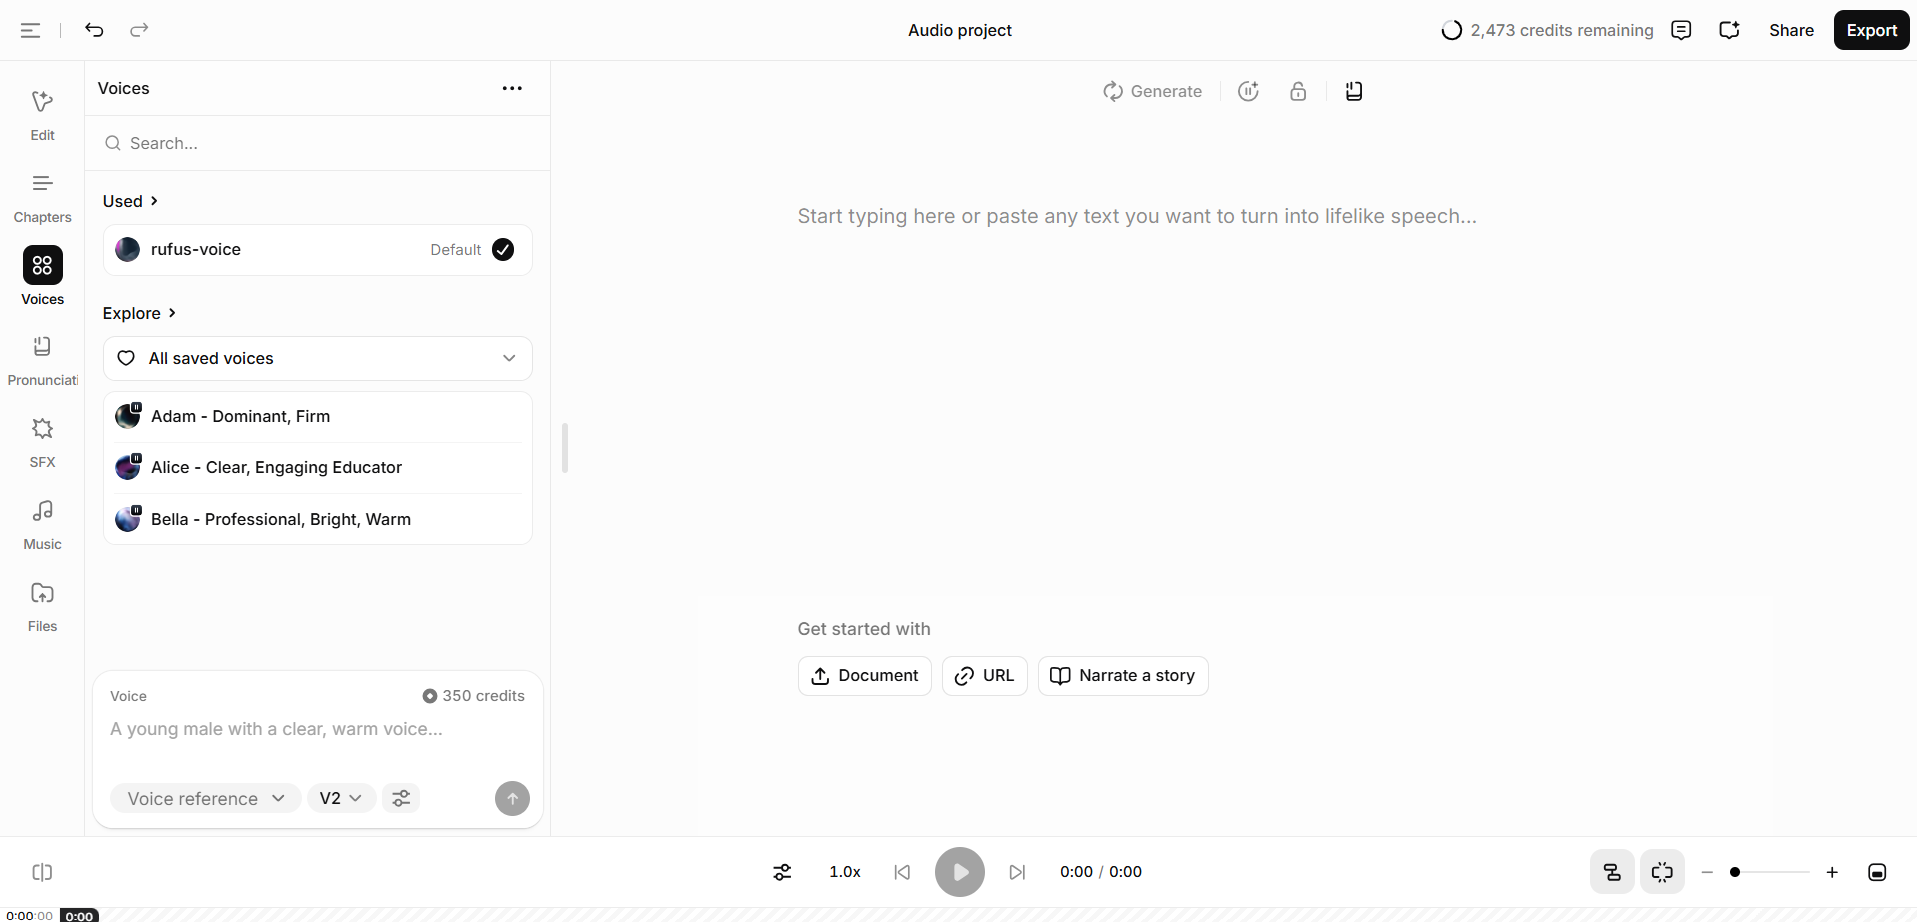 Audio project
2,473 credits remaining
Share
Export
Edit
Chapters
Voices
Pronunciati
SFX
Music
Files
Voices
Search...
Used
rufus-voice
Default
Explore
All saved voices
Adam - Dominant, Firm
Alice - Clear, Engaging Educator
Bella - Professional, Bright, Warm
Voice
350 credits
A young male with a clear, warm voice...
Voice reference
V2
Generate
Start typing here or paste any text you want to turn into lifelike speech...
Get started with
Document
URL
Narrate a story
1.0x
0:00 / 0:00
0:00:00
0:00